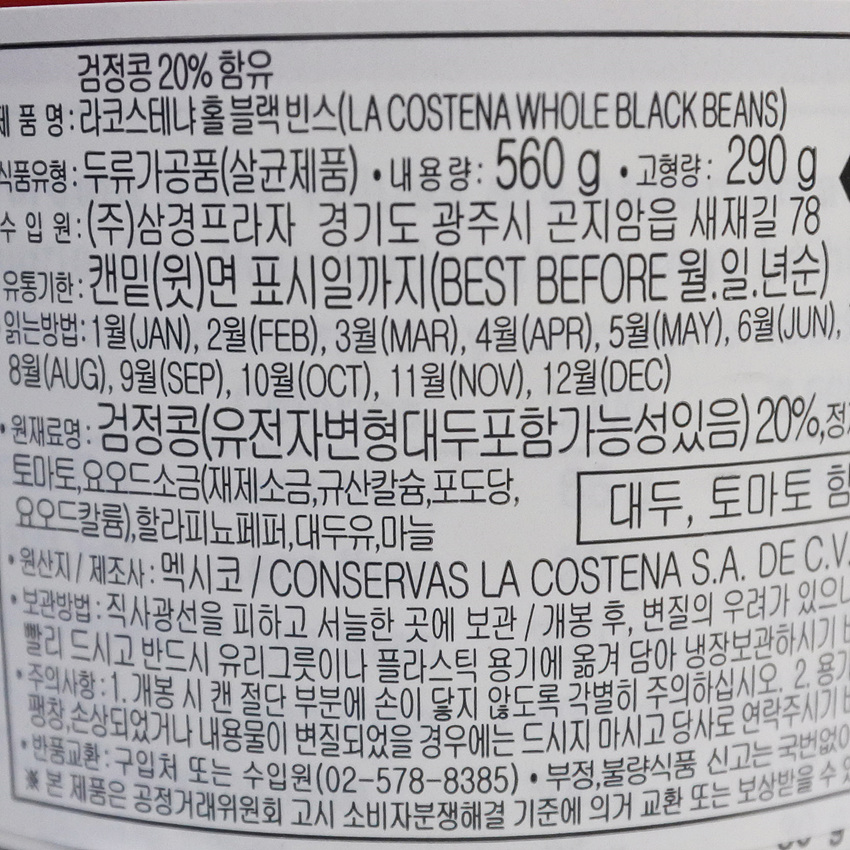 검정콩 20% 함유
제 품 명 : 라코스테냐 홀 블랙 빈스(LA COSTENA WHOLE BLACK BEANS)
식품유형 : 두류가공품(살균제품) • 내용량 : 560 g • 고형량 : 290 g
수 입 원 : (주)삼경프라자 경기도 광주시 곤지암읍 새재길 78
유통기한 : 캔밑(윗)면 표시일까지(BEST BEFORE 월.일.년순)
읽는방법 : 1월(JAN), 2월(FEB), 3월(MAR), 4월(APR), 5월(MAY), 6월(JUN),
8월(AUG), 9월(SEP), 10월(OCT), 11월(NOV), 12월(DEC)
• 원재료명 : 검정콩(유전자변형대두포함가능성있음) 20%,정
토마토,요오드소금(재제소금,규산칼슘,포도당,
요오드칼륨),할라피뇨페퍼,대두유,마늘
대두, 토마토 함
• 원산지 / 제조사 : 멕시코 / CONSERVAS LA COSTENA S.A. DE C.V.
• 보관방법 : 직사광선을 피하고 서늘한 곳에 보관 / 개봉 후, 변질의 우려가 있으니
빨리 드시고 반드시 유리그릇이나 플라스틱 용기에 옮겨 담아 냉장보관하시기
• 주의사항 : 1. 개봉 시 캔 절단 부분에 손이 닿지 않도록 각별히 주의하십시오. 2. 용기
팽창,손상되었거나 내용물이 변질되었을 경우에는 드시지 마시고 당사로 연락주시기
• 반품교환 : 구입처 또는 수입원(02-578-8385) • 부정,불량식품 신고는 국번없이
※ 본 제품은 공정거래위원회 고시 소비자분쟁해결 기준에 의거 교환 또는 보상받을 수